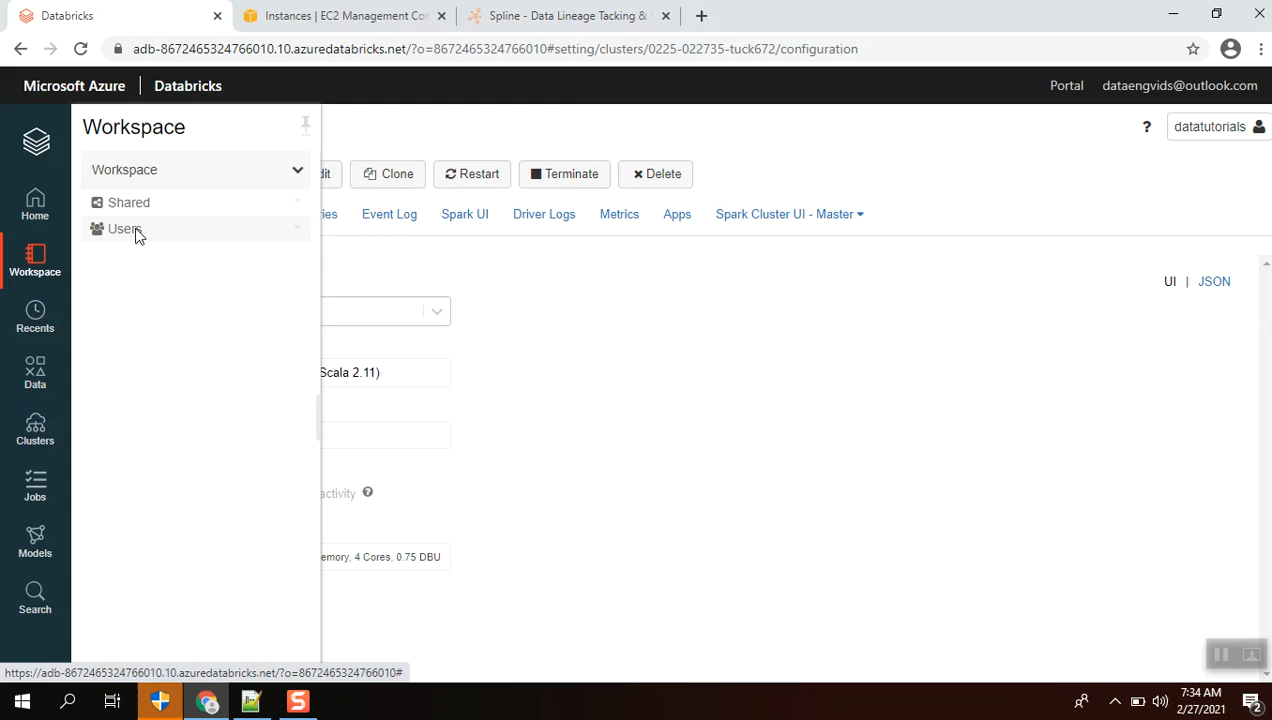 Databricks
Instances | EC2 Management Con
Spline - Data Lineage Tacking &
adb-8672465324766010.10.azuredatabricks.net/?o=8672465324766010#setting/clusters/0225-022735-tuck672/configuration
Microsoft Azure Databricks
Portal dataengvids@outlook.com
Workspace
? datatutorials
Workspace
dit Clone Restart Terminate Delete
Shared
ries Event Log Spark UI Driver Logs Metrics Apps Spark Cluster UI - Master
Users
Home
Workspace
Recents
Data
Clusters
Jobs
Models
Search
UI | JSON
Scala 2.11)
activity
emory, 4 Cores, 0.75 DBU
https://adb-8672465324766010.10.azuredatabricks.net/?o=8672465324766010#
7:34 AM
2/27/2021
2